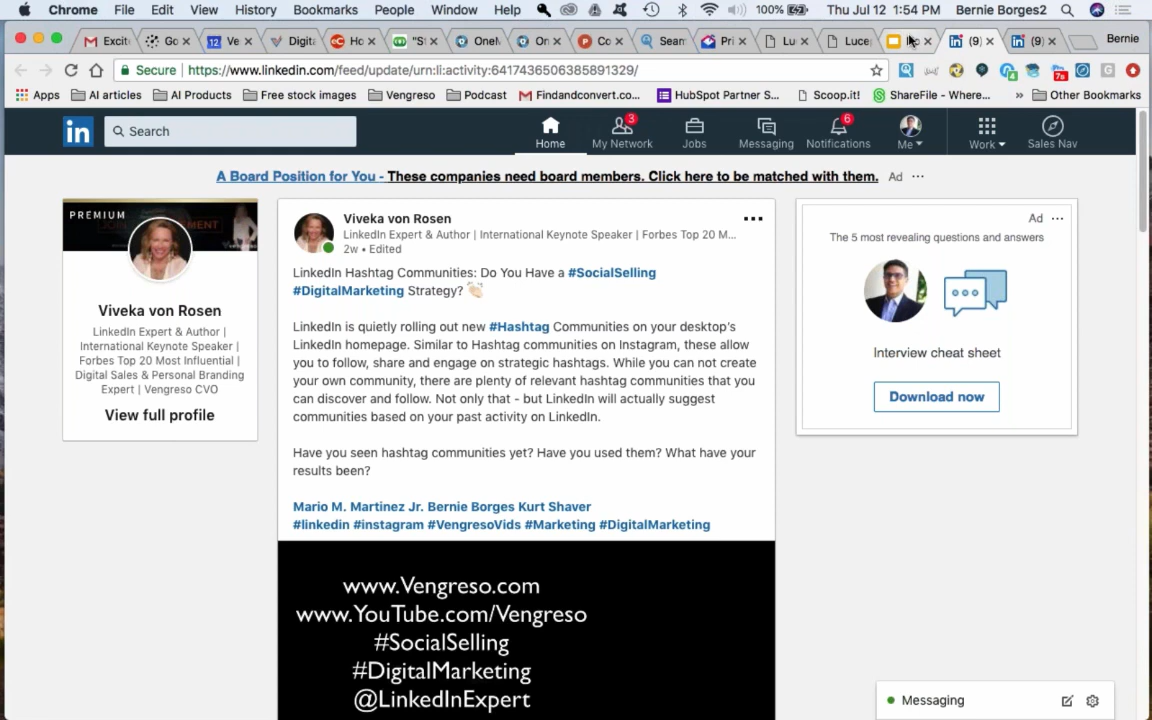 Chrome File Edit View History Bookmarks People Window Help 100% Thu Jul 12 1:54 PM Bernie Borges2
Excit Go 12 Ve Digit Ho "S On Co Sear Pri Lu Luce (9) (9) Bernie
Secure | https://www.linkedin.com/feed/update/urn:li:activity:6417436506385891329/
Apps AI articles AI Products Free stock images Vengreso Podcast Findandconvert.co... HubSpot Partner S... Scoop.it! ShareFile - Where... » Other Bookmarks
in Search Home 3 My Network Jobs Messaging 6 Notifications Me Work Sales Nav
A Board Position for You - These companies need board members. Click here to be matched with them. Ad ...
PREMIUM
Viveka von Rosen
LinkedIn Expert & Author |
International Keynote Speaker |
Forbes Top 20 Most Influential |
Digital Sales & Personal Branding
Expert | Vengreso CVO
View full profile
Viveka von Rosen
LinkedIn Expert & Author | International Keynote Speaker | Forbes Top 20 M...
2w • Edited
LinkedIn Hashtag Communities: Do You Have a #SocialSelling
#DigitalMarketing Strategy?
LinkedIn is quietly rolling out new #Hashtag Communities on your desktop's
LinkedIn homepage. Similar to Hashtag communities on Instagram, these allow
you to follow, share and engage on strategic hashtags. While you can not create
your own community, there are plenty of relevant hashtag communities that you
can discover and follow. Not only that - but LinkedIn will actually suggest
communities based on your past activity on LinkedIn.
Have you seen hashtag communities yet? Have you used them? What have your
results been?
Mario M. Martinez Jr. Bernie Borges Kurt Shaver
#linkedin #instagram #VengresoVids #Marketing #DigitalMarketing
www.Vengreso.com
www.YouTube.com/Vengreso
#SocialSelling
#DigitalMarketing
@LinkedInExpert
Ad ...
The 5 most revealing questions and answers
Interview cheat sheet
Download now
Messaging